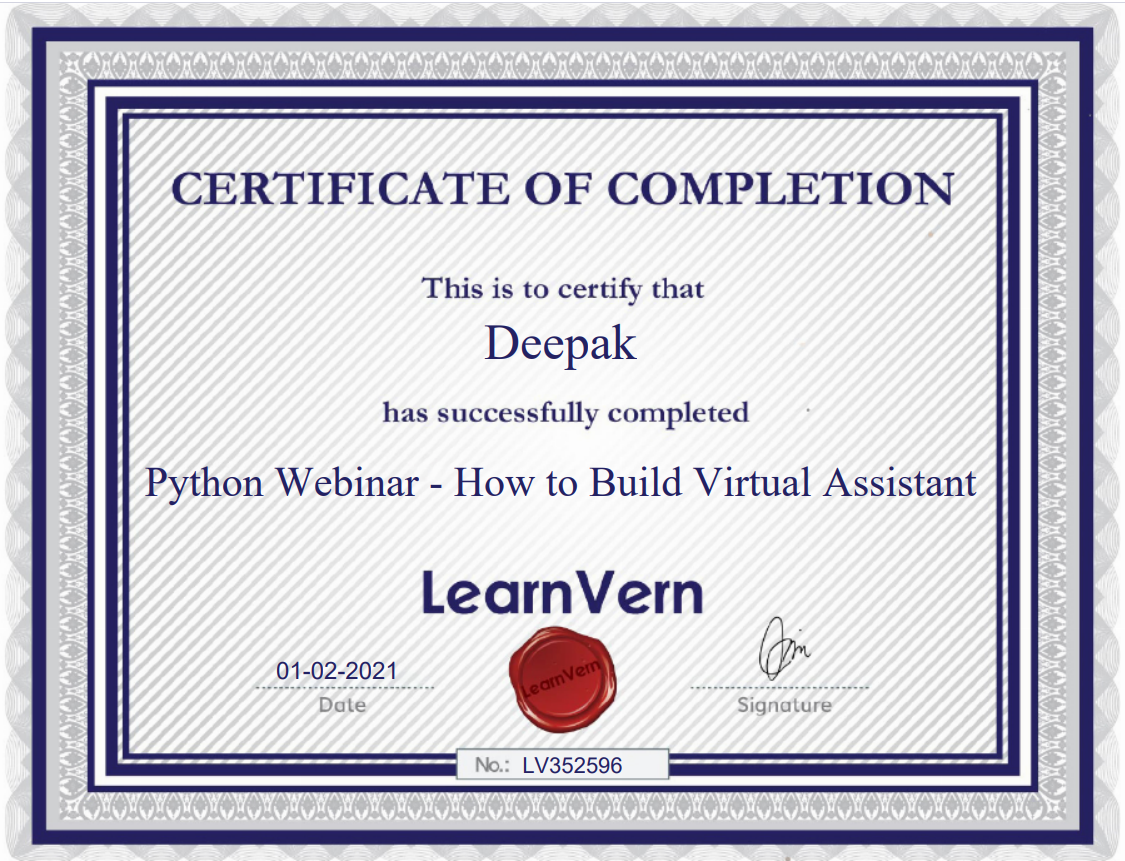 CERTIFICATE OF COMPLETION
This is to certify that
Deepak
has successfully completed
Python Webinar - How to Build Virtual Assistant
LearnVern
LearnVern
01-02-2021
Date
Signature
No.: LV352596